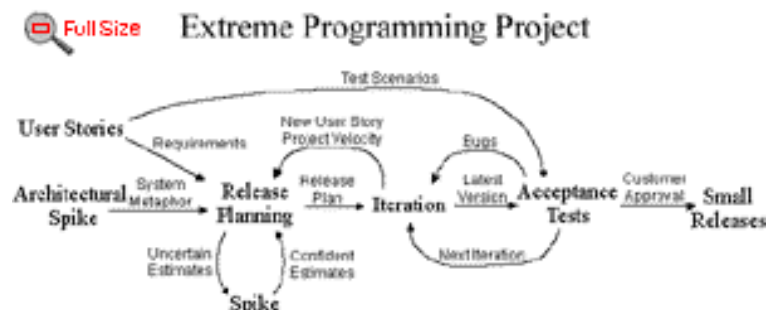 Full Size
Extreme Programming Project
Test Scenarios
User Stories
Requirements
New User Story
Project Velocity
Bugs
Architectural
Spike
System
Metaphor
Release
Planning
Release
Plan
Iteration
Latest
Version
Acceptance
Tests
Customer
Approval
Small
Releases
Uncertain
Estimates
Confident
Estimates
Next Iteration
Spike